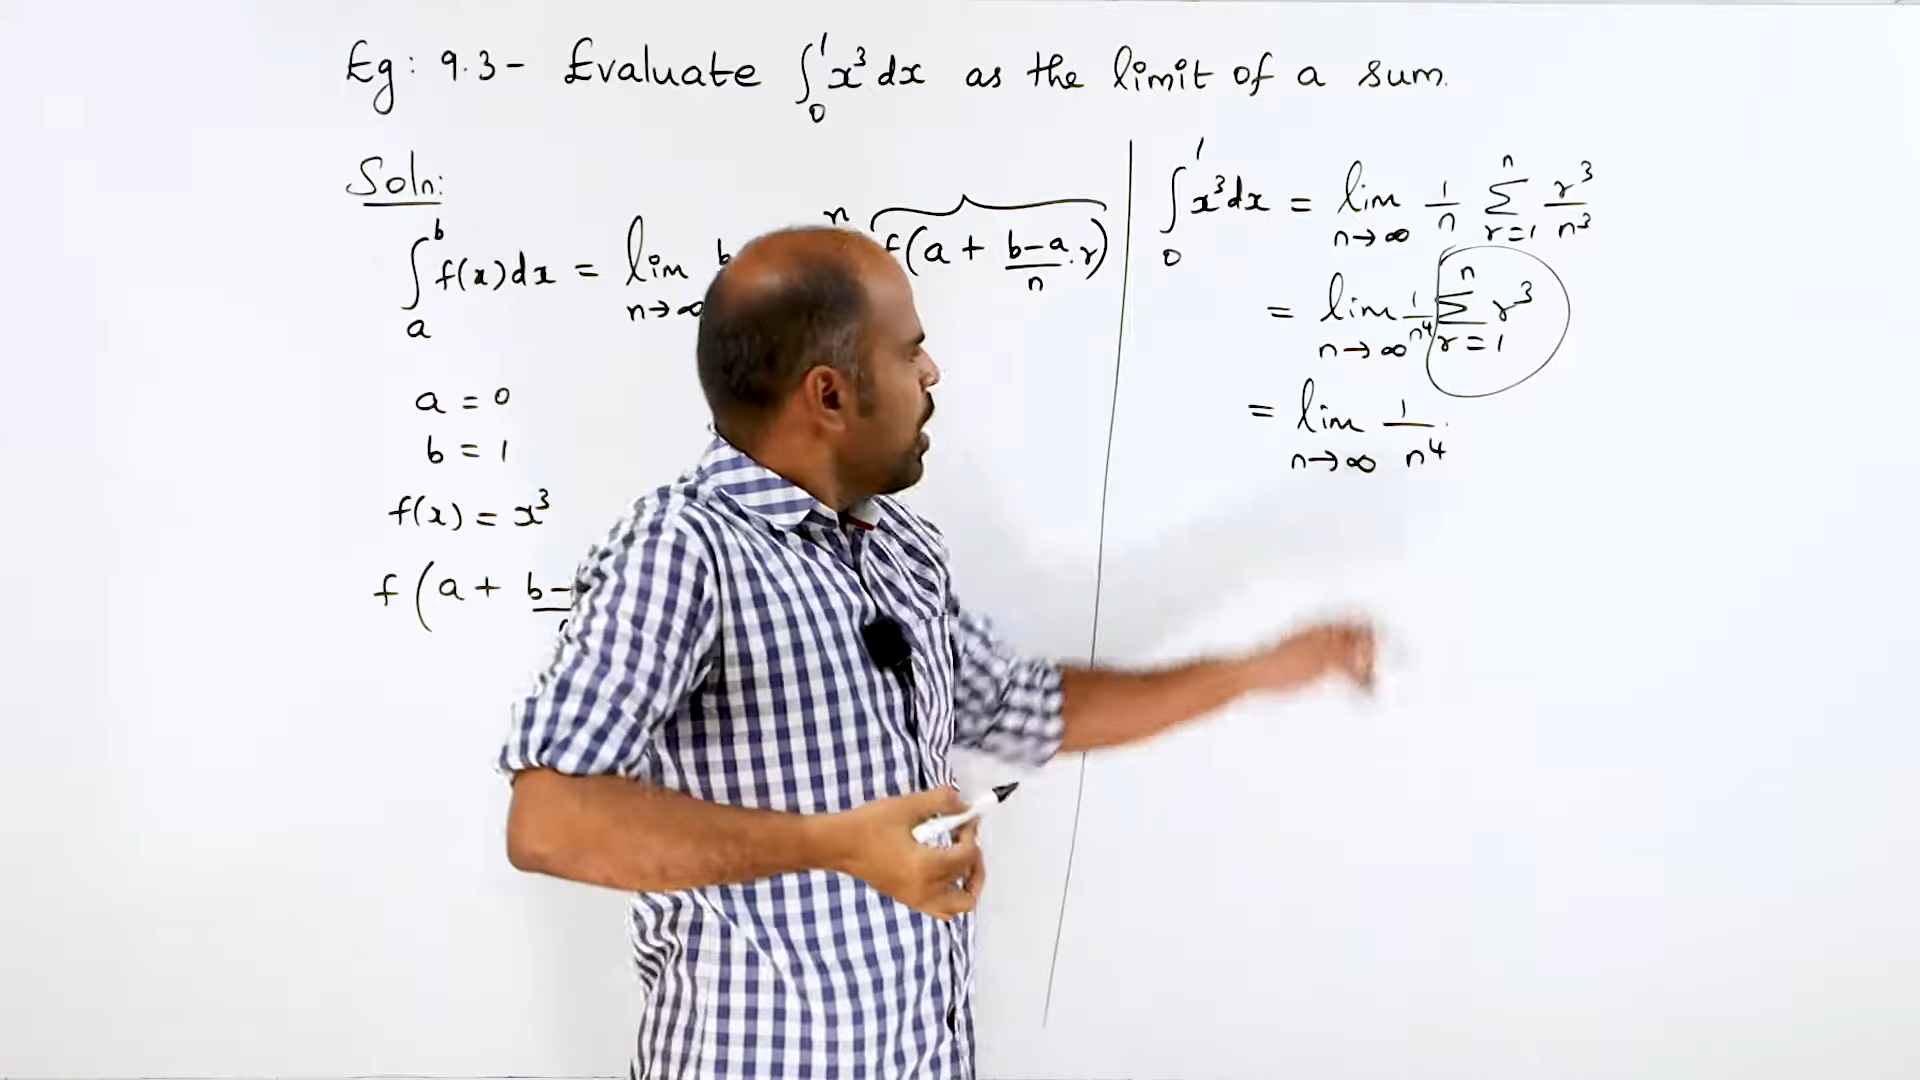 Eg: 9.3- Evaluate ∫₀¹ x³ dx as the limit of a sum.
Soln:
∫ₐᵇ f(x) dx = lim n→∞ b n f(a + b-a/n . r)
a = 0
b = 1
f(x) = x³
f(a + b-
∫₀¹ x³ dx = lim n→∞ 1/n Σ r=1 n r³/n³
= lim n→∞ 1/n⁴ Σ r=1 n r³
= lim n→∞ 1/n⁴